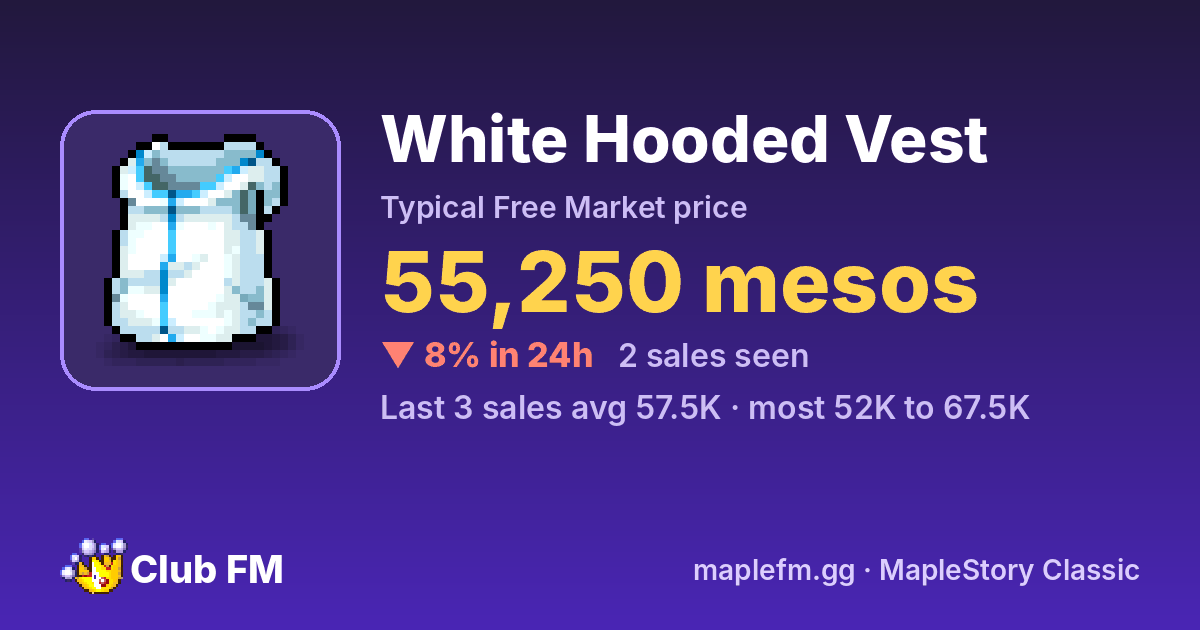 White Hooded Vest
Typical Free Market price
55,250 mesos
▼ 8% in 24h 2 sales seen
Last 3 sales avg 57.5K · most 52K to 67.5K
Club FM
maplefm.gg · MapleStory Classic